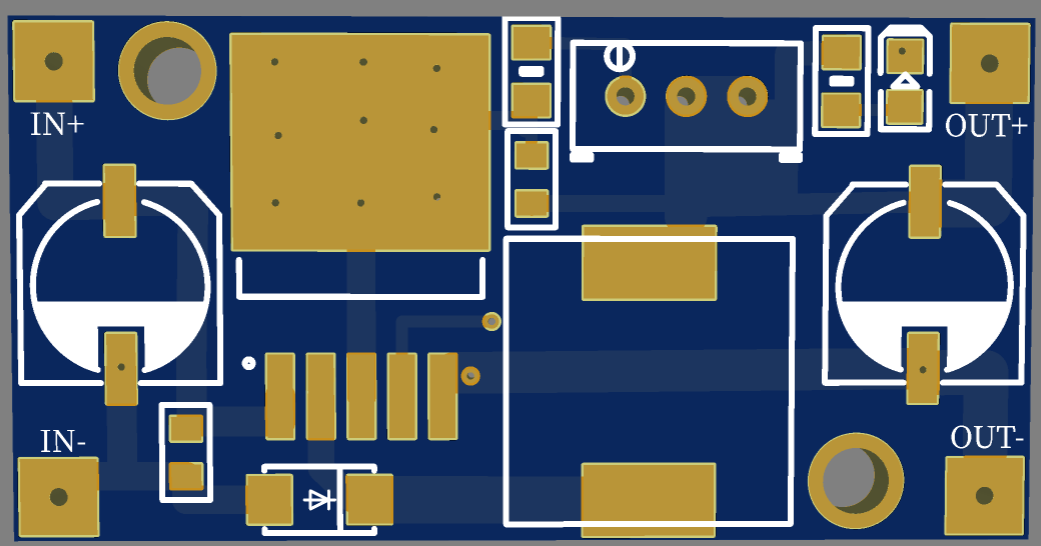 IN+
OUT+
IN-
OUT-